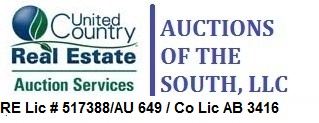 United
Country
Real Estate
Auction Services
AUCTIONS
OF THE
SOUTH, LLC
RE Lic # 517388/AU 649 / Co Lic AB 3416